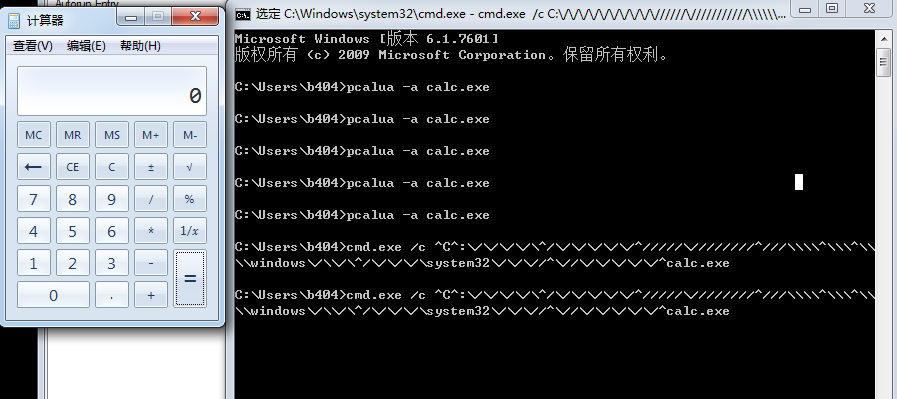 Autorun Entry
计算器
查看(V) 编辑(E) 帮助(H)
0
MC MR MS M+ M-
← CE C ± √
7 8 9 / %
4 5 6 * 1/x
1 2 3 - =
0 . +
选定 C:\Windows\system32\cmd.exe - cmd.exe /c
Microsoft Windows [版本 6.1.7601]
版权所有 (c) 2009 Microsoft Corporation。保留所有权利。
C:\Users\b404>pcalua -a calc.exe
C:\Users\b404>pcalua -a calc.exe
C:\Users\b404>pcalua -a calc.exe
C:\Users\b404>pcalua -a calc.exe
C:\Users\b404>pcalua -a calc.exe
C:\Users\b404>cmd.exe /c ^C^:\/\/\/\/\^/\/\/\/\/\/\^/////\/////////\^///\\\\^\\\^\\
\\windows\/\\/\\^/\/\/\/\system32\/\/\/^\//\/\/\/\/\/^calc.exe
C:\Users\b404>cmd.exe /c ^C^:\/\/\/\/\^/\/\/\/\/\/\^/////\/////////\^///\\\\^\\\^\\
\\windows\/\\/\\^/\/\/\/\system32\/\/\/^\//\/\/\/\/\/^calc.exe